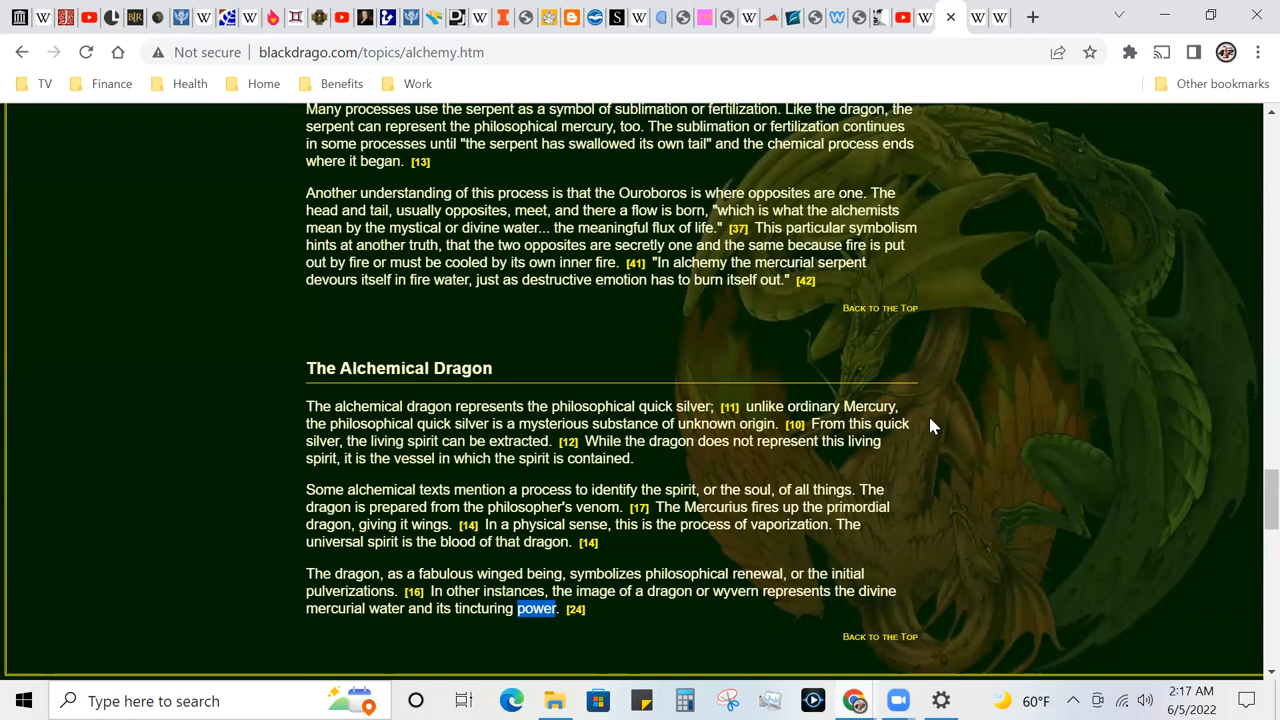 Not secure
blackdrago.com/topics/alchemy.htm
TV
Finance
Health
Home
Benefits
Work
Other bookmarks
Many processes use the serpent as a symbol of sublimation or fertilization. Like the dragon, the
serpent can represent the philosophical mercury, too. The sublimation or fertilization continues
in some processes until "the serpent has swallowed its own tail" and the chemical process ends
where it began. [13]
Another understanding of this process is that the Ouroboros is where opposites are one. The
head and tail, usually opposites, meet, and there a flow is born, "which is what the alchemists
mean by the mystical or divine water... the meaningful flux of life." [37] This particular symbolism
hints at another truth, that the two opposites are secretly one and the same because fire is put
out by fire or must be cooled by its own inner fire. [41] "In alchemy the mercurial serpent
devours itself in fire water, just as destructive emotion has to burn itself out." [42]
Back to the Top
The Alchemical Dragon
The alchemical dragon represents the philosophical quick silver; [11] unlike ordinary Mercury,
the philosophical quick silver is a mysterious substance of unknown origin. [10] From this quick
silver, the living spirit can be extracted. [12] While the dragon does not represent this living
spirit, it is the vessel in which the spirit is contained.
Some alchemical texts mention a process to identify the spirit, or the soul, of all things. The
dragon is prepared from the philosopher's venom. [17] The Mercurius fires up the primordial
dragon, giving it wings. [14] In a physical sense, this is the process of vaporization. The
universal spirit is the blood of that dragon. [14]
The dragon, as a fabulous winged being, symbolizes philosophical renewal, or the initial
pulverizations. [16] In other instances, the image of a dragon or wyvern represents the divine
mercurial water and its tincturing power. [24]
Back to the Top
Type here to search
60°F
2:17 AM
6/5/2022